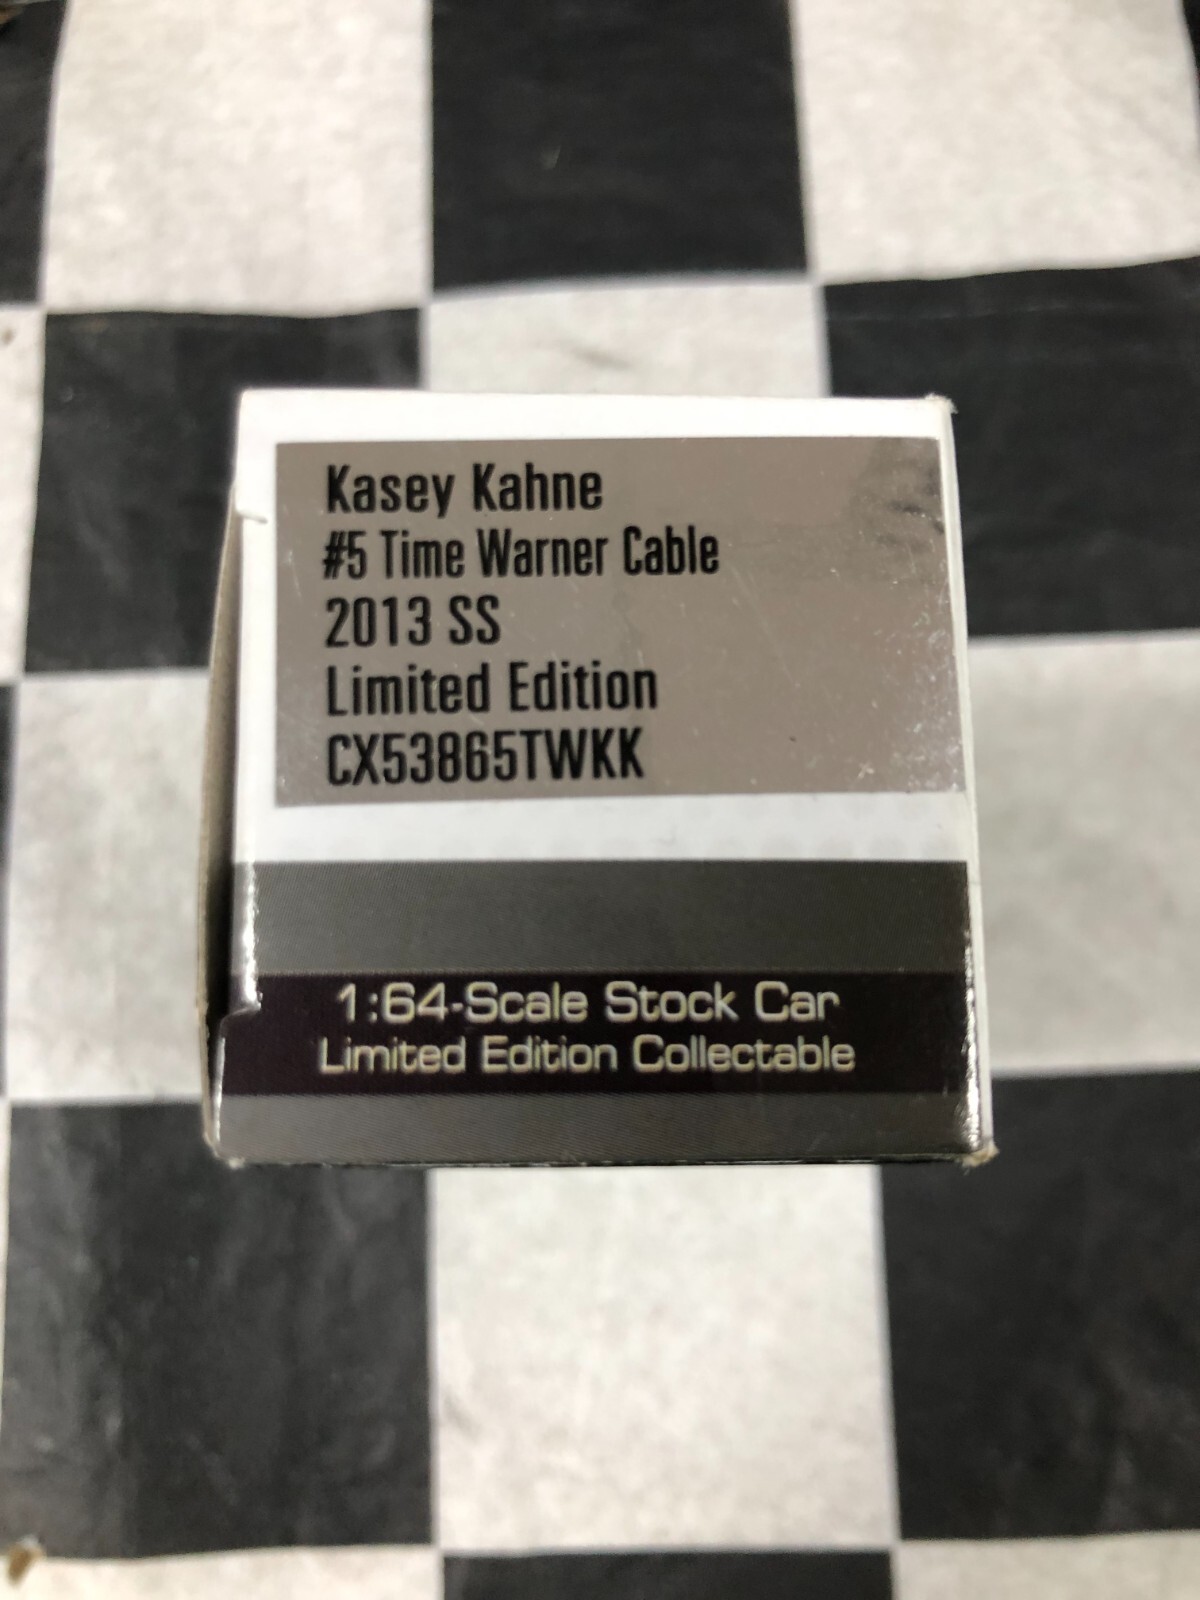 Kasey Kahne
#5 Time Warner Cable
2013 SS
Limited Edition
CX53865TWKK
1:64-Scale Stock Car
Limited Edition Collectable